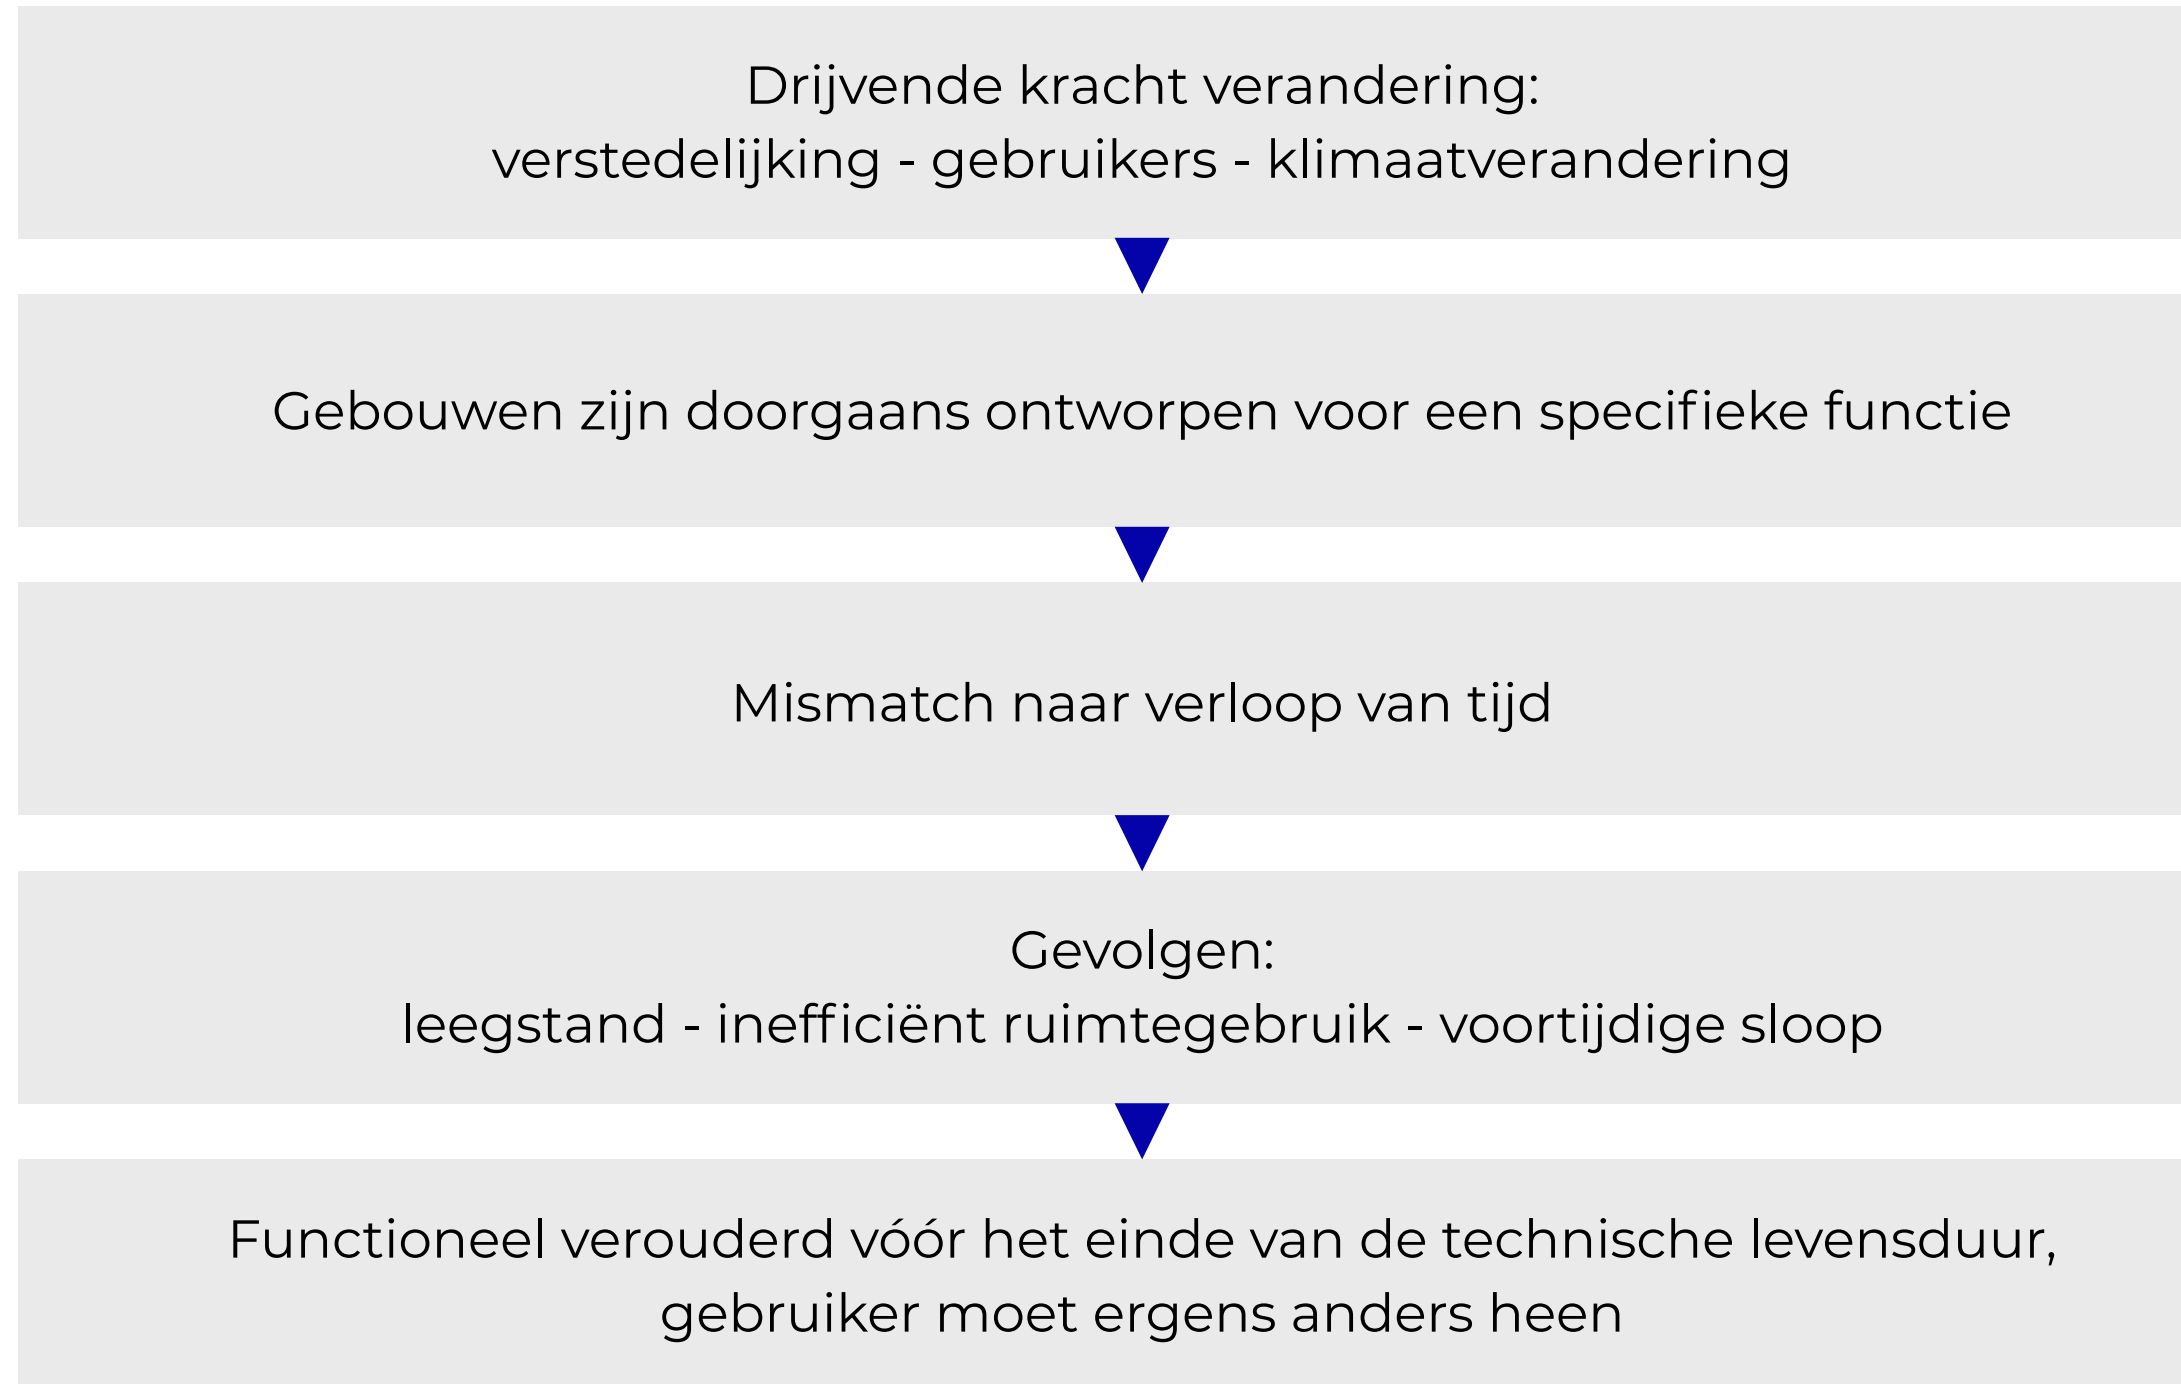 Drijvende kracht verandering:
verstedelijking - gebruikers - klimaatverandering
Gebouwen zijn doorgaans ontworpen voor een specifieke functie
Mismatch naar verloop van tijd
Gevolgen:
leegstand - inefficiënt ruimtegebruik - voortijdige sloop
Functioneel verouderd vóór het einde van de technische levensduur,
gebruiker moet ergens anders heen